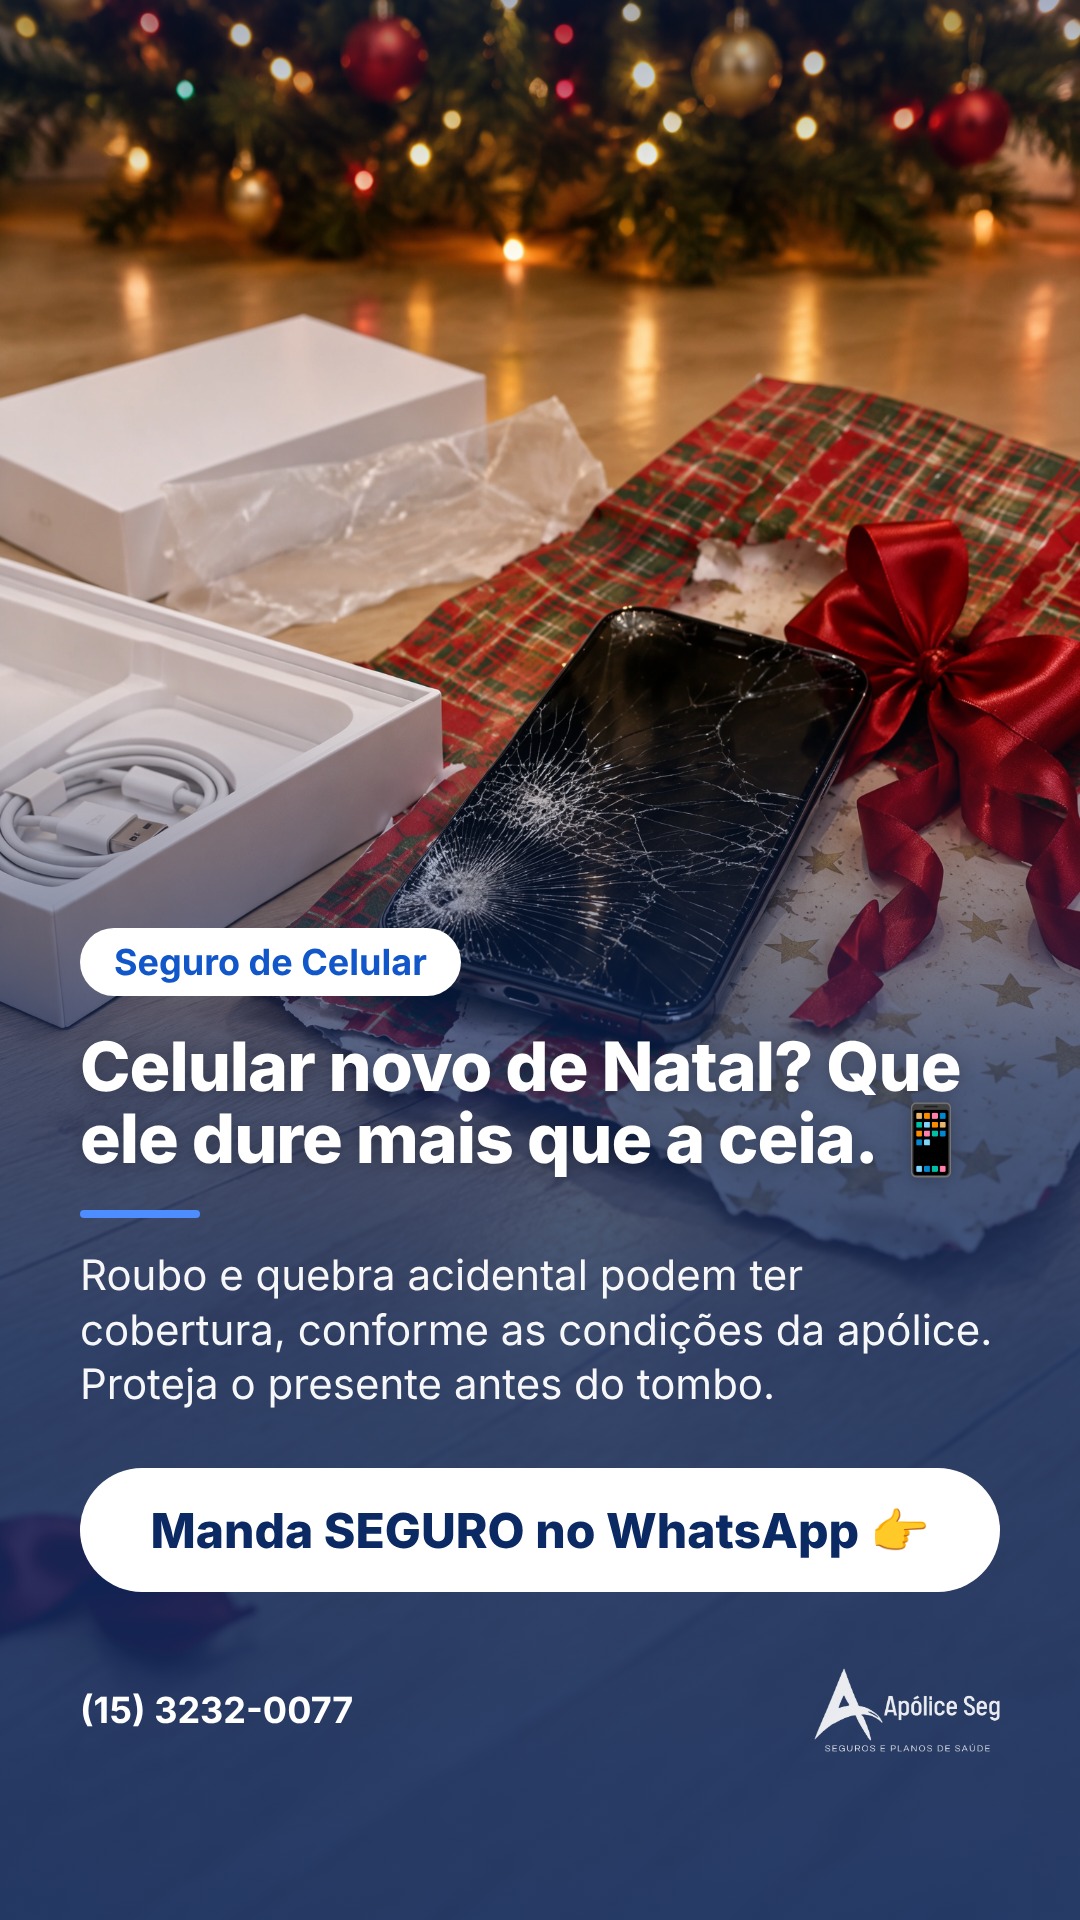 Seguro de Celular
Celular novo de Natal? Que
ele dure mais que a ceia. 📱
Roubo e quebra acidental podem ter
cobertura, conforme as condições da apólice.
Proteja o presente antes do tombo.
Manda SEGURO no WhatsApp 👉
(15) 3232-0077
Apólice Seg
SEGUROS E PLANOS DE SAÚDE